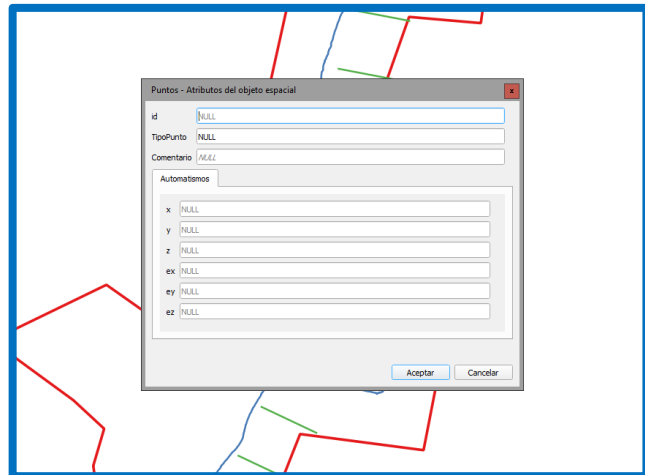 Puntos - Atributos del objeto espacial
x
id NULL
TipoPunto NULL
Comentario NULL
Automatismos
x NULL
y NULL
z NULL
ex NULL
ey NULL
ez NULL
Aceptar Cancelar